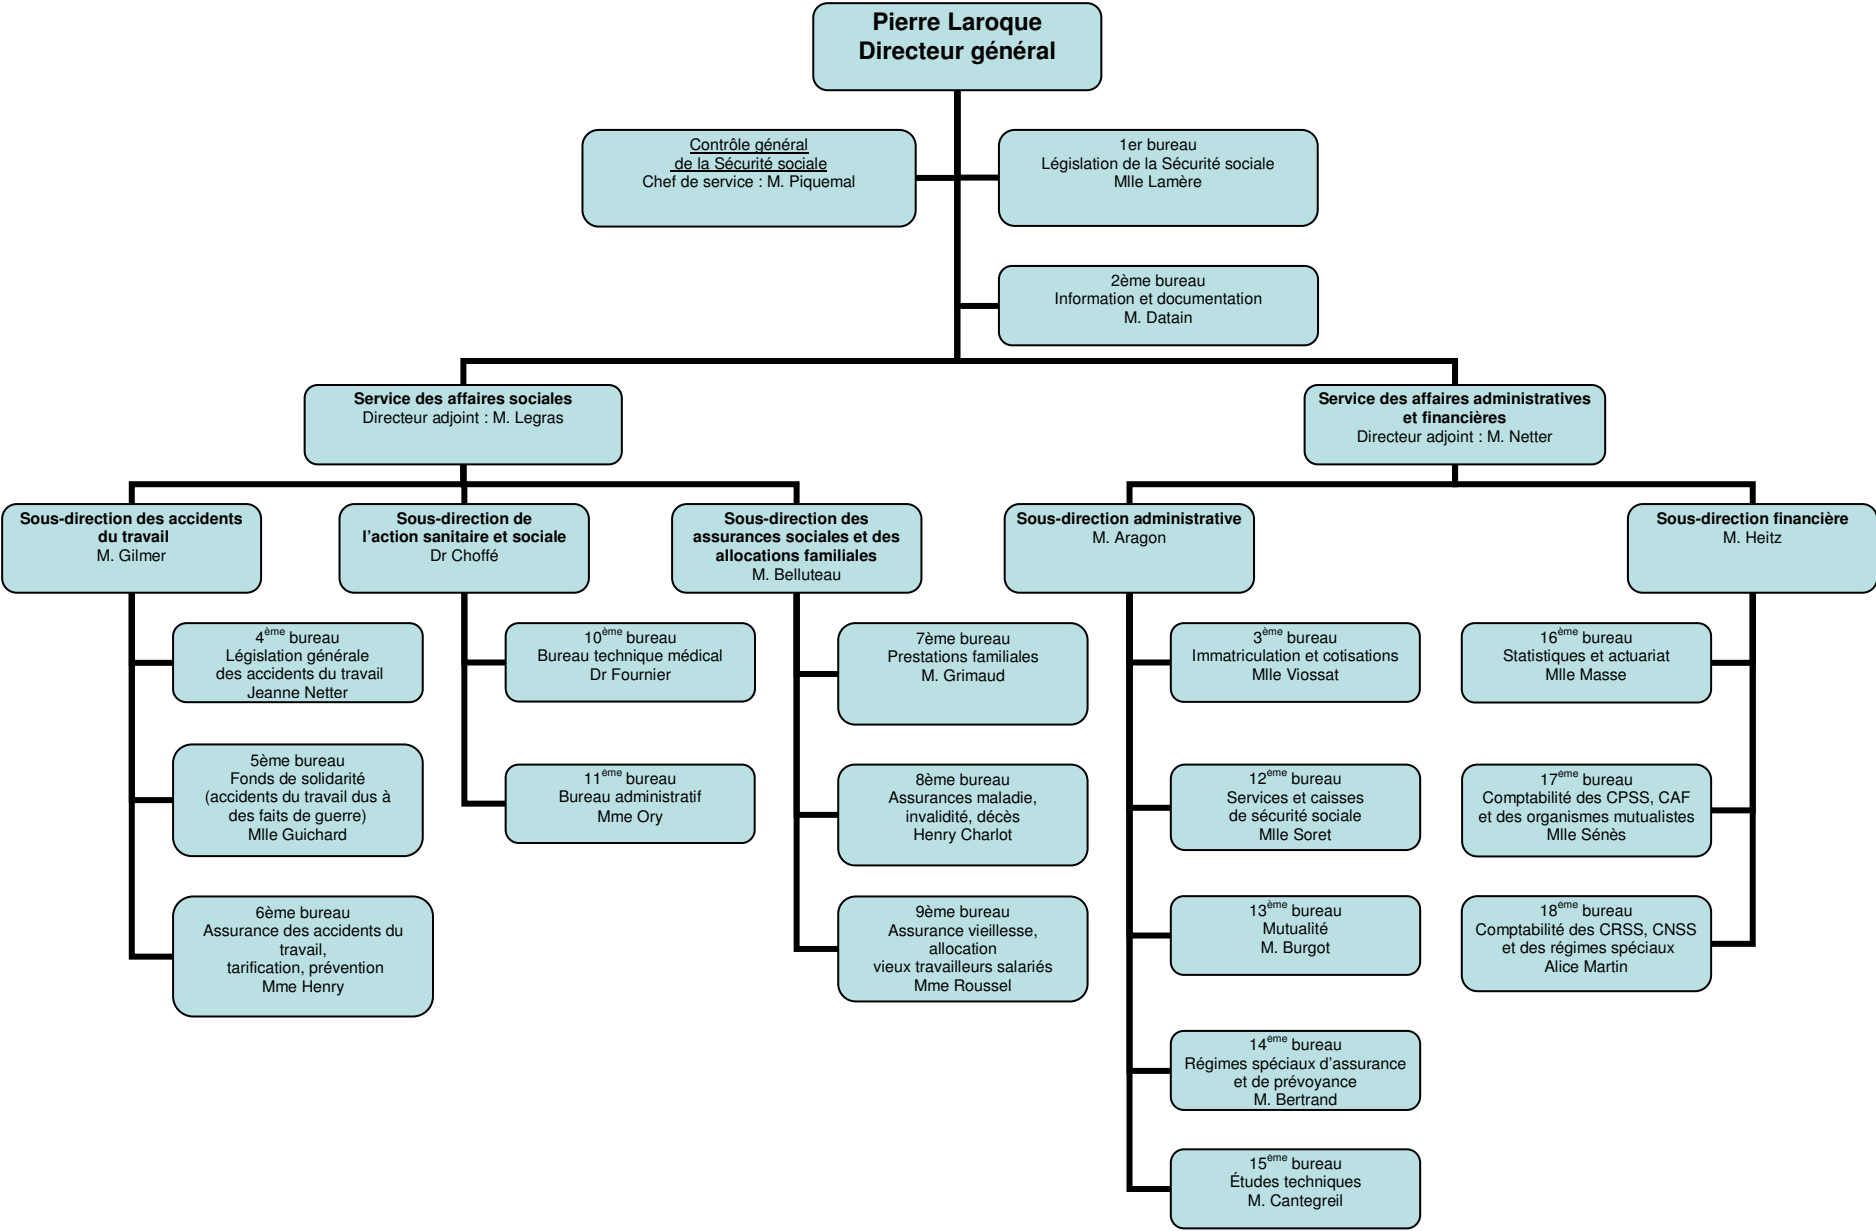 Pierre Laroque
Directeur général
Contrôle général
de la Sécurité sociale
Chef de service : M. Piquemal
1er bureau
Législation de la Sécurité sociale
Mlle Lamère
2ème bureau
Information et documentation
M. Datain
Service des affaires sociales
Directeur adjoint : M. Legras
Service des affaires administratives
et financières
Directeur adjoint : M. Netter
Sous-direction des accidents
du travail
M. Gilmer
Sous-direction de
l'action sanitaire et sociale
Dr Choffé
Sous-direction des
assurances sociales et des
allocations familiales
M. Belluteau
Sous-direction administrative
M. Aragon
Sous-direction financière
M. Heitz
4ème bureau
Législation générale
des accidents du travail
Jeanne Netter
5ème bureau
Fonds de solidarité
(accidents du travail dus à
des faits de guerre)
Mlle Guichard
6ème bureau
Assurance des accidents du
travail,
tarification, prévention
Mme Henry
10ème bureau
Bureau technique médical
Dr Fournier
11ème bureau
Bureau administratif
Mme Ory
7ème bureau
Prestations familiales
M. Grimaud
8ème bureau
Assurances maladie,
invalidité, décès
Henry Charlot
9ème bureau
Assurance vieillesse,
allocation
vieux travailleurs salariés
Mme Roussel
3ème bureau
Immatriculation et cotisations
Mlle Viossat
12ème bureau
Services et caisses
de sécurité sociale
Mlle Soret
13ème bureau
Mutualité
M. Burgot
14ème bureau
Régimes spéciaux d'assurance
et de prévoyance
M. Bertrand
15ème bureau
Études techniques
M. Cantegreil
16ème bureau
Statistiques et actuariat
Mlle Masse
17ème bureau
Comptabilité des CPSS, CAF
et des organismes mutualistes
Mlle Sénès
18ème bureau
Comptabilité des CRSS, CNSS
et des régimes spéciaux
Alice Martin